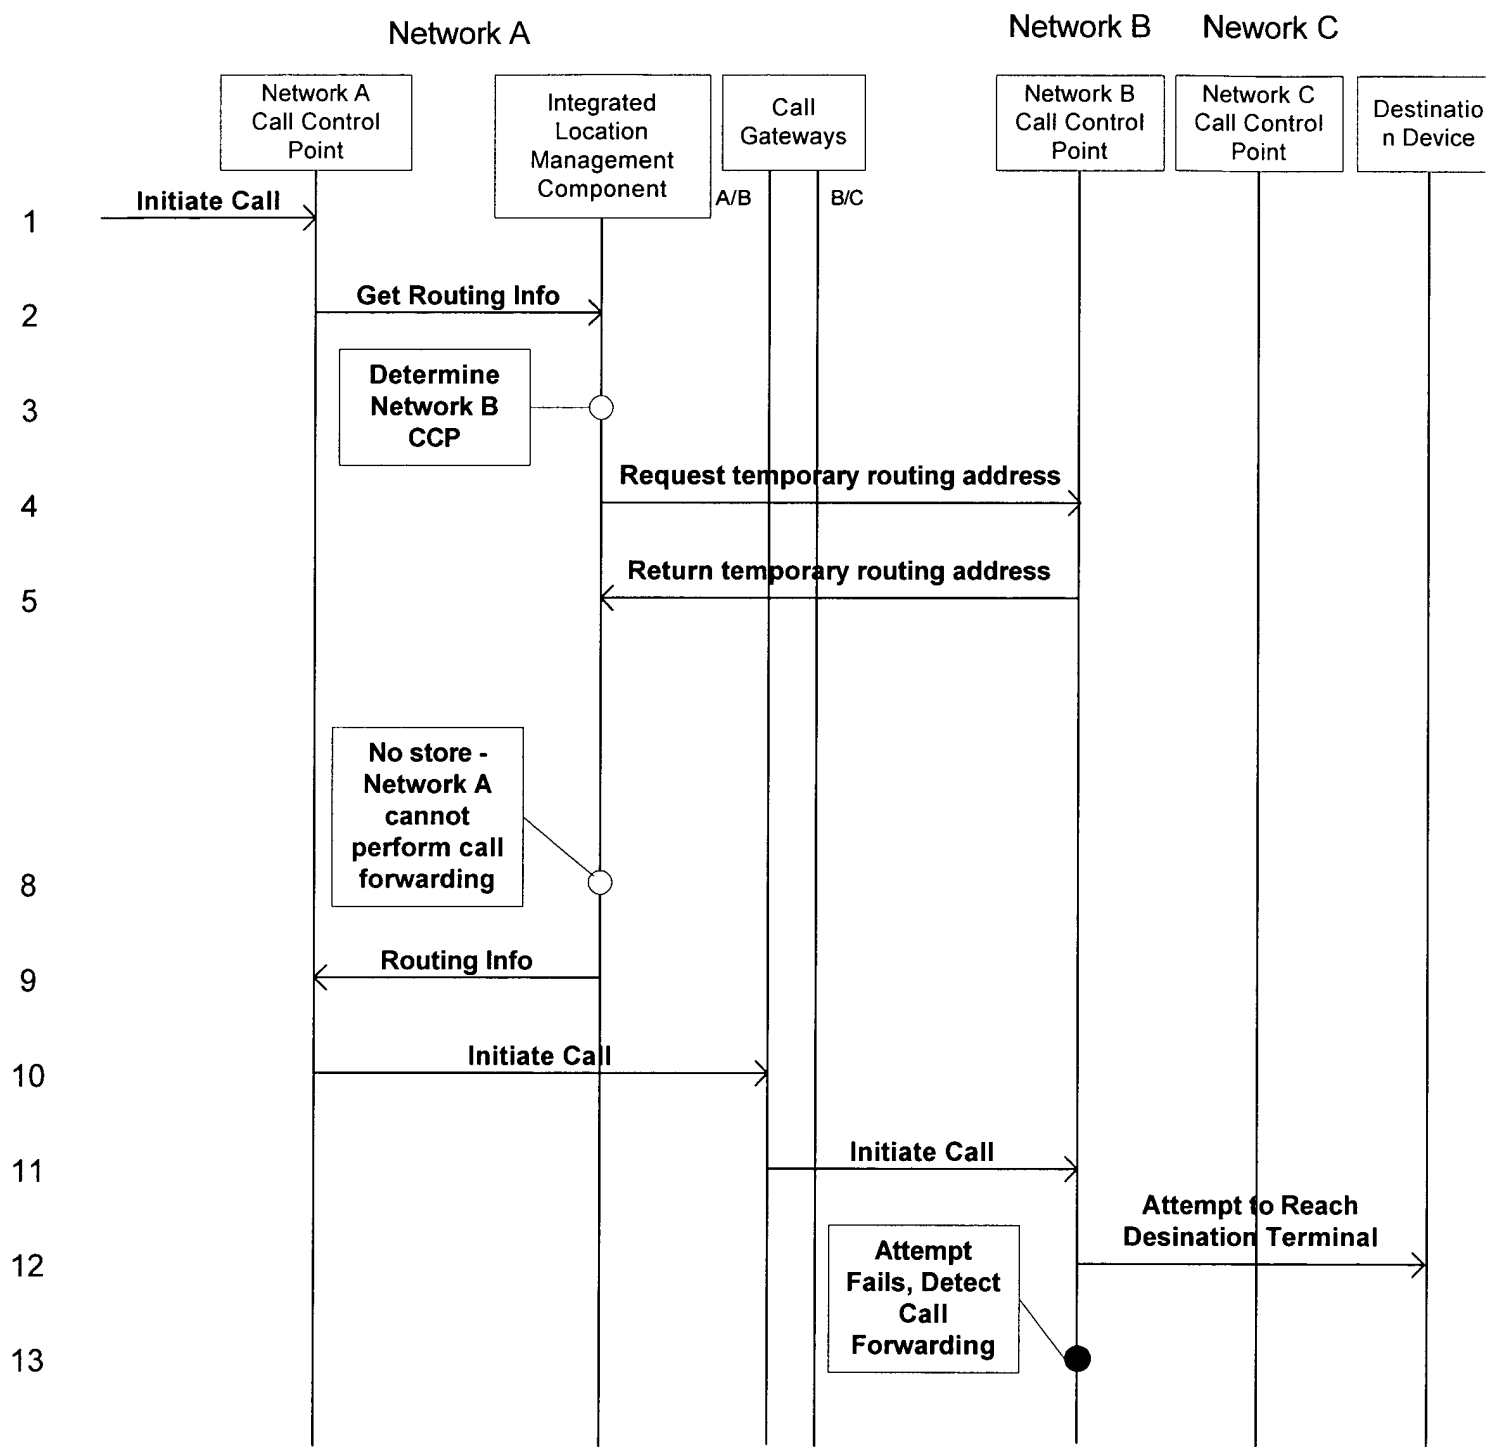 Network A
Network B
Nework C
Network A
Call Control
Point
Integrated
Location
Management
Component
Call
Gateways
Network B
Call Control
Point
Network C
Call Control
Point
Destinatio
n Device
A/B
B/C
1
Initiate Call
2
Get Routing Info
3
Determine
Network B
CCP
4
Request temporary routing address
5
Return temporary routing address
No store -
Network A
cannot
perform call
forwarding
8
9
Routing Info
10
Initiate Call
11
Initiate Call
12
Attempt to Reach
Desination Terminal
Attempt
Fails, Detect
Call
Forwarding
13